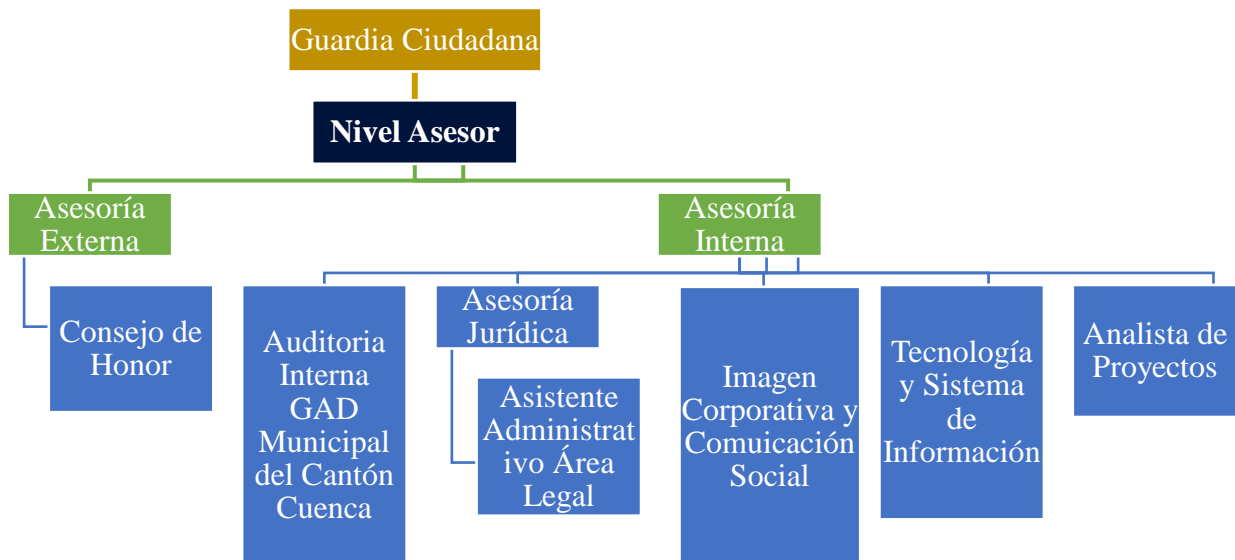 Guardia Ciudadana
Nivel Asesor
Asesoría
Externa
Asesoría
Interna
Consejo de
Honor
Auditoria
Interna
GAD
Municipal
del Cantón
Cuenca
Asesoría
Jurídica
Asistente
Administrat
ivo Área
Legal
Imagen
Corporativa y
Comuicación
Social
Tecnología
y Sistema
de
Información
Analista de
Proyectos